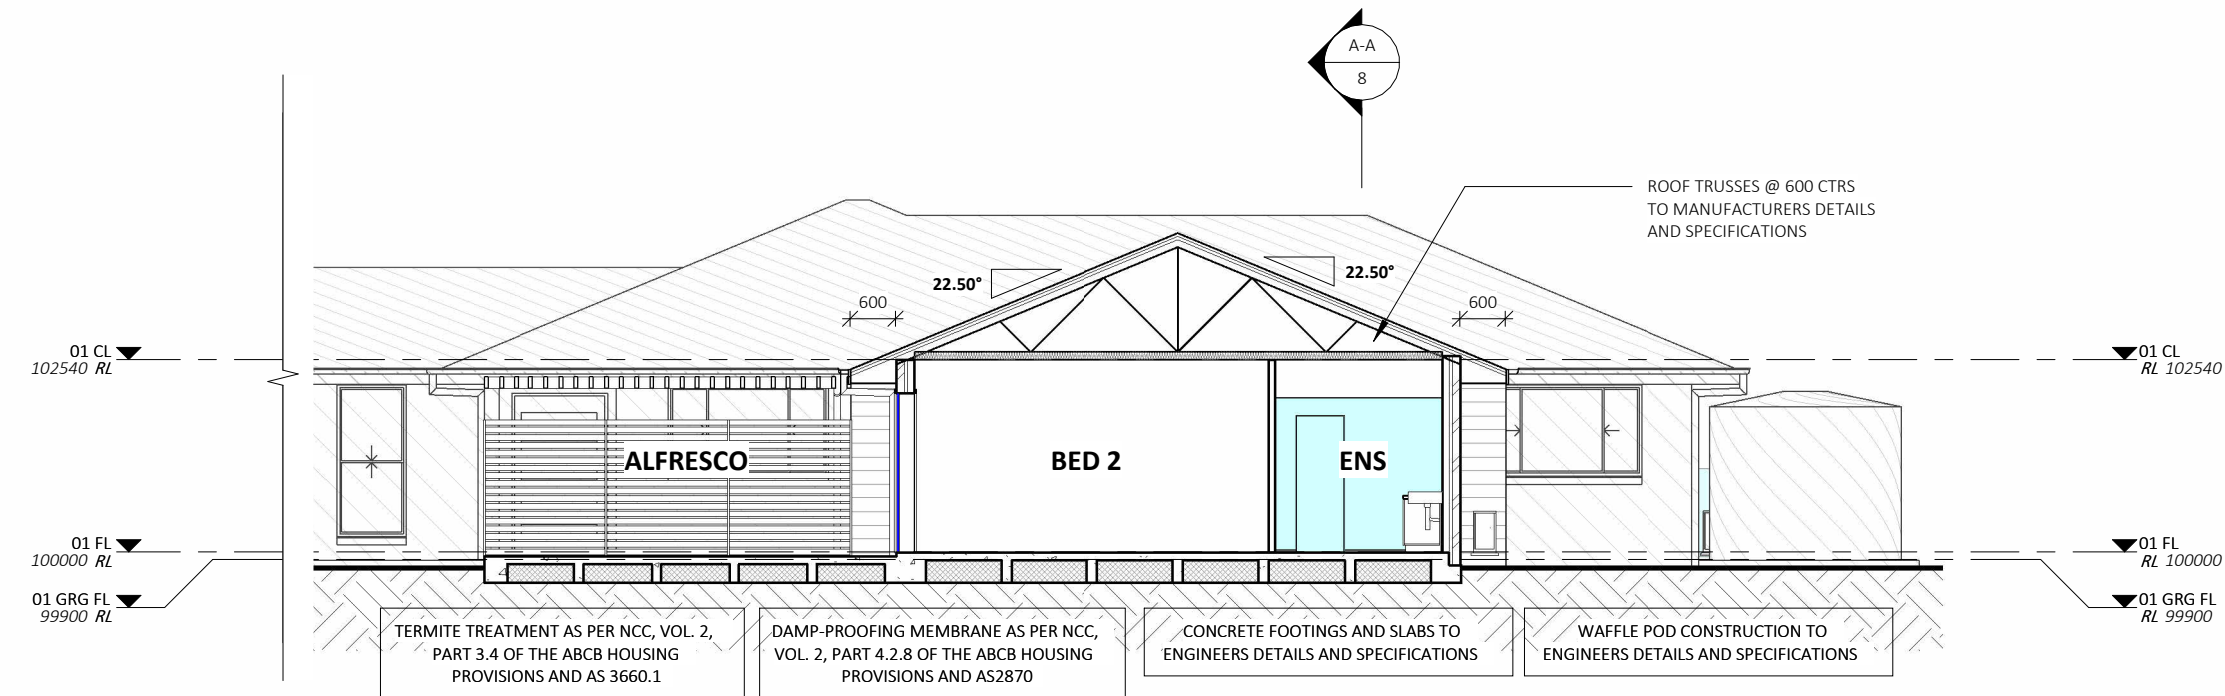 A-A
8
ROOF TRUSSES @ 600 CTRS
TO MANUFACTURERS DETAILS
AND SPECIFICATIONS
22.50°
22.50°
600
600
01 CL
102540 RL
01 CL
RL 102540
ALFRESCO
BED 2
ENS
01 FL
100000 RL
01 FL
RL 100000
01 GRG FL
99900 RL
01 GRG FL
RL 99900
TERMITE TREATMENT AS PER NCC, VOL. 2,
PART 3.4 OF THE ABCB HOUSING
PROVISIONS AND AS 3660.1
DAMP-PROOFING MEMBRANE AS PER NCC,
VOL. 2, PART 4.2.8 OF THE ABCB HOUSING
PROVISIONS AND AS2870
CONCRETE FOOTINGS AND SLABS TO
ENGINEERS DETAILS AND SPECIFICATIONS
WAFFLE POD CONSTRUCTION TO
ENGINEERS DETAILS AND SPECIFICATIONS